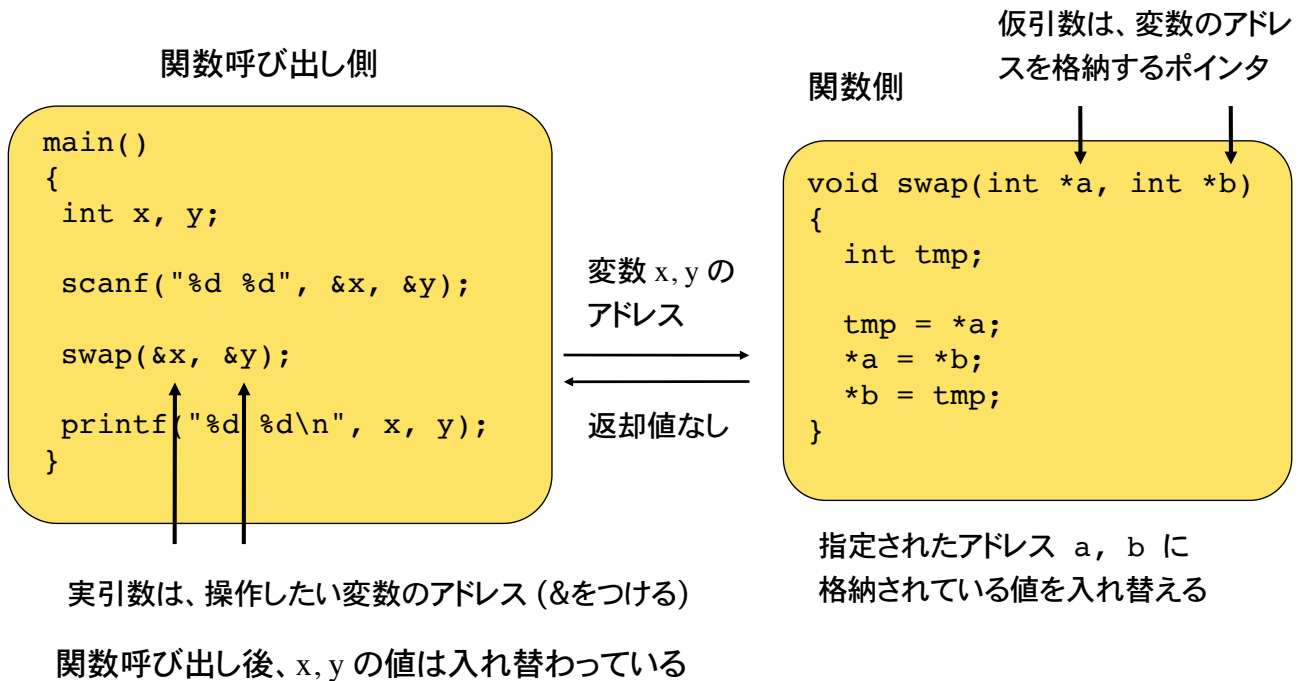 関数呼び出し側
main()
{
int x, y;
scanf("%d %d", &x, &y);
swap(&x, &y);
printf("%d %d\n", x, y);
}
実引数は、操作したい変数のアドレス (&をつける)
関数呼び出し後、x, y の値は入れ替わっている
変数 x, y の
アドレス
返却値なし
仮引数は、変数のアドレ
スを格納するポインタ
関数側
void swap(int *a, int *b)
{
int tmp;
tmp = *a;
*a = *b;
*b = tmp;
}
指定されたアドレス a, b に
格納されている値を入れ替える